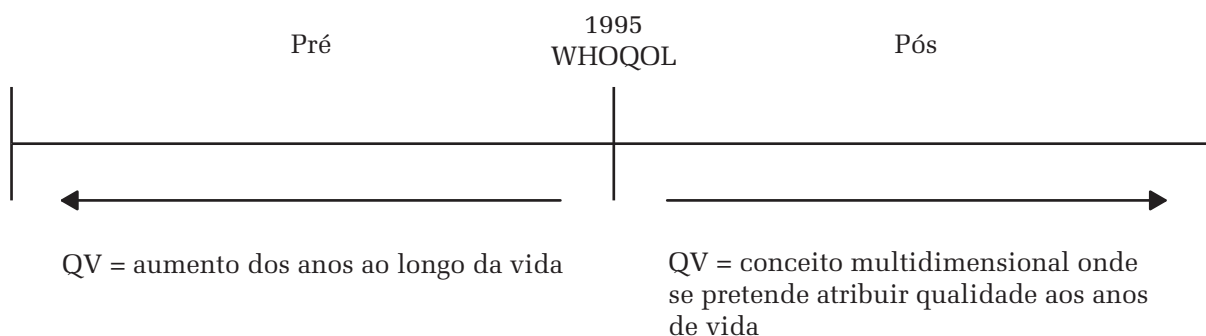 Pré
1995
WHOQOL
Pós
QV = aumento dos anos ao longo da vida
QV = conceito multidimensional onde
se pretende atribuir qualidade aos anos
de vida